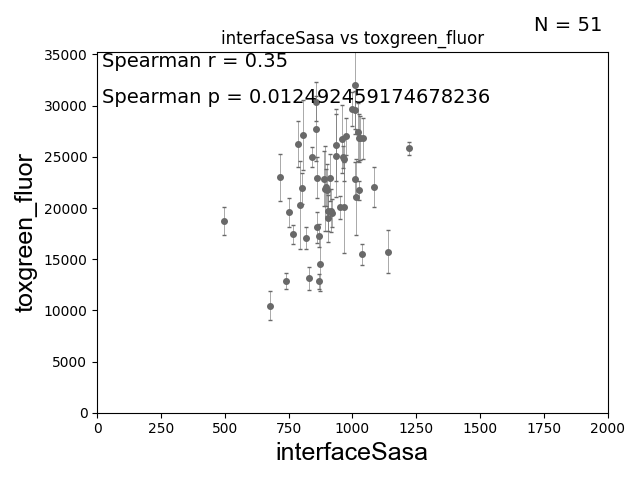 N = 51
interfaceSasa vs toxgreen_fluor
Spearman r = 0.35
Spearman p = 0.012492459174678236
35000
30000
25000
20000
15000
10000
5000
0
toxgreen_fluor
0 250 500 750 1000 1250 1500 1750 2000
interfaceSasa